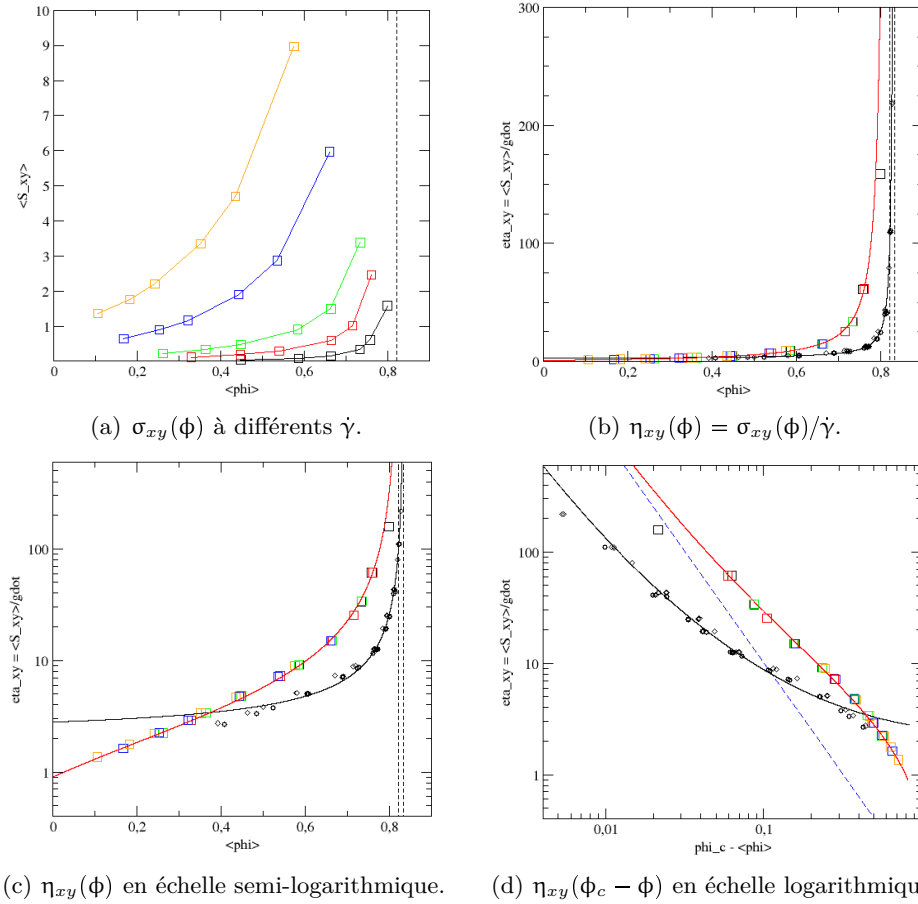 10
9
8
7
6
5
4
3
2
1
<S_xy>
0,2 0,4 0,6 0,8
<phi>
(a) σxy(ϕ) à différents γ̇.
300
250
200
150
100
50
0
eta_xy = <S_xy>/gdot
0 0,2 0,4 0,6 0,8
<phi>
(b) ηxy(ϕ) = σxy(ϕ)/γ̇.
100
10
1
eta_xy = <S_xy>/gdot
0 0,2 0,4 0,6 0,8
<phi>
(c) ηxy(ϕ) en échelle semi-logarithmique.
100
10
1
eta_xy = <S_xy>/gdot
0,01 0,1
phi_c - <phi>
(d) ηxy(ϕc − ϕ) en échelle logarithmiqu